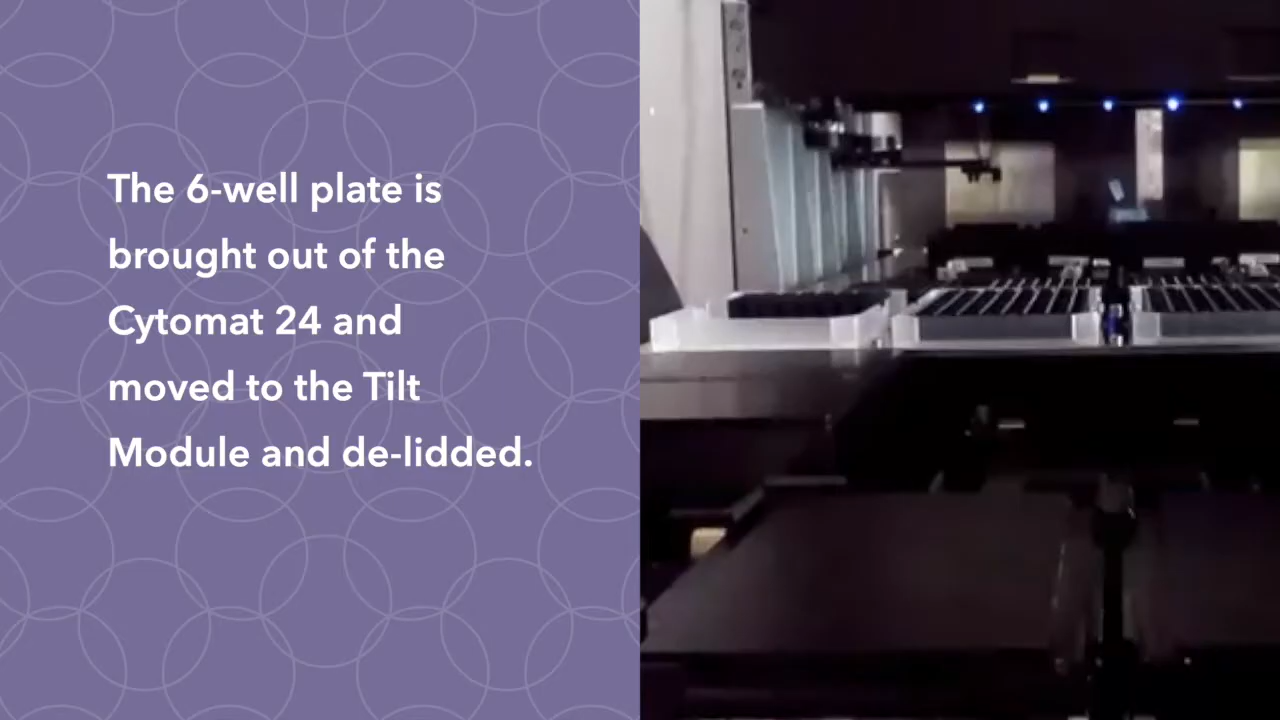 The 6-well plate is
brought out of the
Cytomat 24 and
moved to the Tilt
Module and de-lidded.